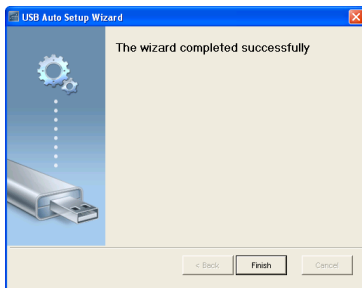 USB Auto Setup Wizard
The wizard completed successfully
< Back Finish Cancel